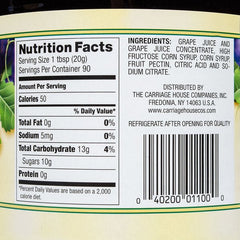 Nutrition Facts
Serving Size 1 tbsp (20g)
Servings Per Container 90
Amount Per Serving
Calories 50
% Daily Value*
Total Fat 0g 0%
Sodium 5mg 0%
Total Carbohydrate 13g 4%
Sugars 10g
Protein 0g
*Percent Daily Values are based on a 2,000
calorie diet.
INGREDIENTS: GRAPE JUICE AND
GRAPE JUICE CONCENTRATE, HIGH
FRUCTOSE CORN SYRUP, CORN SYRUP,
FRUIT PECTIN, CITRIC ACID AND SO-
DIUM CITRATE.
DISTRIBUTED BY
THE CARRIAGE HOUSE COMPANIES, INC.
FREDONIA, NY 14063 U.S.A.
www.carriagehousecos.com
REFRIGERATE AFTER OPENING FOR QUALITY
0 40200 01100 0